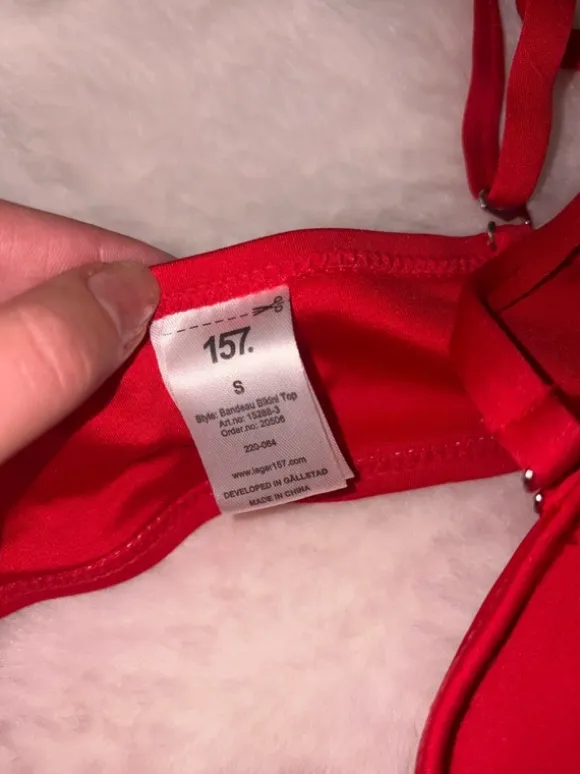 157.
S
Style: Bandeau Bikini Top
Art.no: 15288-3
Order.no: 20506
220-064
www.lager157.com
DEVELOPED IN GÄLLSTAD
MADE IN CHINA